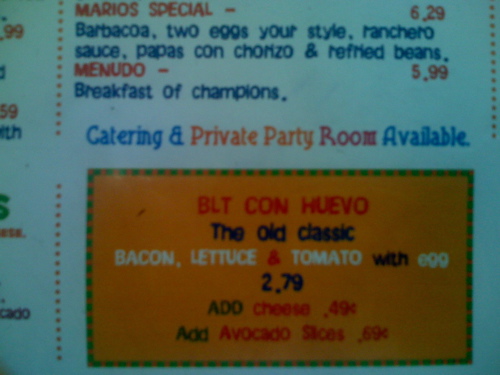 MARIOS SPECIAL – 6.29
.99
Barbacoa, two eggs your style, ranchero
sauce, papas con chorizo & refried beans.
MENUDO – 5.99
Breakfast of champions.
.59
Catering & Private Party Room Available.
BLT CON HUEVO
The old classic
BACON, LETTUCE & TOMATO with egg
2.79
ADD cheese .49¢
Add Avocado Slices .69¢